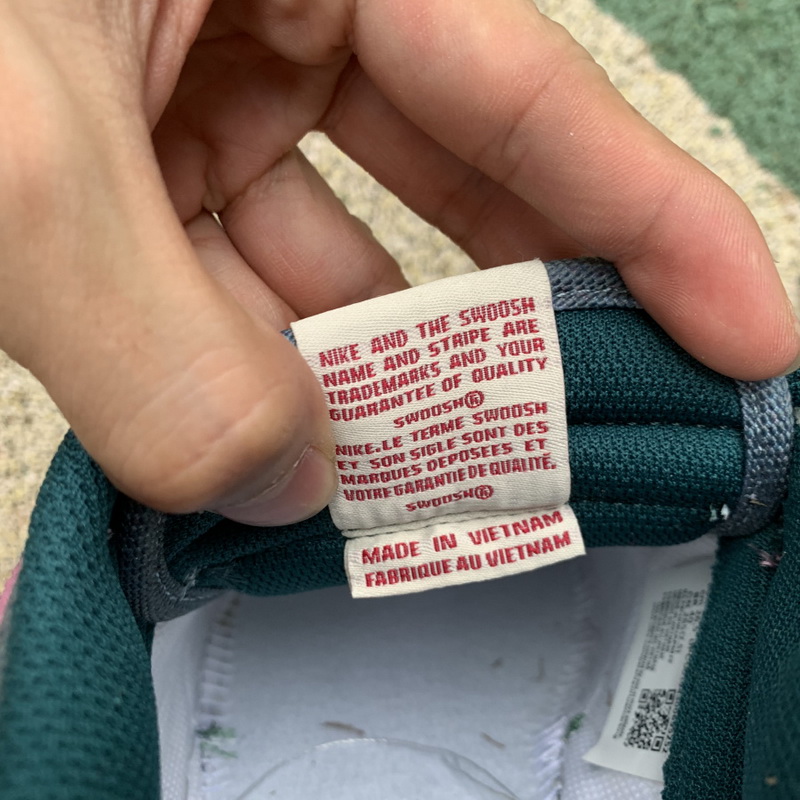 NIKE AND THE SWOOSH
NAME AND STRIPE ARE
TRADEMARKS AND YOUR
GUARANTEE OF QUALITY
SWOOSH®
NIKE.LE TERME SWOOSH
ET SON SIGLE SONT DES
MARQUES DEPOSEES ET
VOTRE GARANTIE DE QUALITÉ.
SWOOSH®
MADE IN VIETNAM
FABRIQUE AU VIETNAM